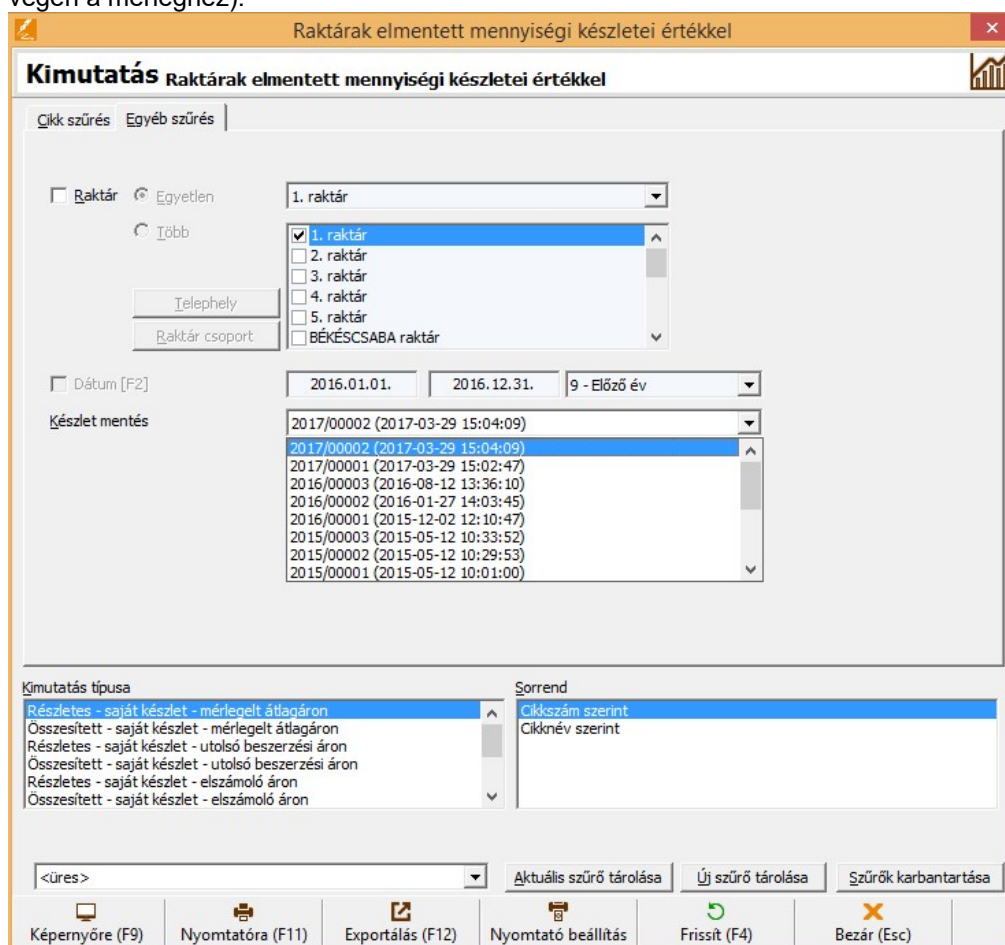 végén a méréghez).
Raktárak elmentett mennyiségi készletei értékkel
Kimutatás Raktárak elmentett mennyiségi készletei értékkel
Cikk szűrés Egyéb szűrés
Raktár Egyetlen 1. raktár
Több 1. raktár
2. raktár
3. raktár
Telephely 4. raktár
5. raktár
Raktár csoport BÉKÉSCSABA raktár
Dátum [F2] 2016.01.01. 2016.12.31. 9 - Előző év
Készlet mentés 2017/00002 (2017-03-29 15:04:09)
2017/00002 (2017-03-29 15:04:09)
2017/00001 (2017-03-29 15:02:47)
2016/00003 (2016-08-12 13:36:10)
2016/00002 (2016-01-27 14:03:45)
2016/00001 (2015-12-02 12:10:47)
2015/00003 (2015-05-12 10:33:52)
2015/00002 (2015-05-12 10:29:53)
2015/00001 (2015-05-12 10:01:00)
Kimutatás típusa Sorrend
Részletes - saját készlet - mérlegelt átlagáron Cikkszám szerint
Összesített - saját készlet - mérlegelt átlagáron Cikknév szerint
Részletes - saját készlet - utolsó beszerzési áron
Összesített - saját készlet - utolsó beszerzési áron
Részletes - saját készlet - elszámoló áron
Összesített - saját készlet - elszámoló áron
<üres> Aktuális szűrő tárolása Új szűrő tárolása Szűrők karbantartása
Képernyőre (F9) Nyomtatóra (F11) Exportálás (F12) Nyomtató beállítás Frissít (F4) Bezár (Esc)